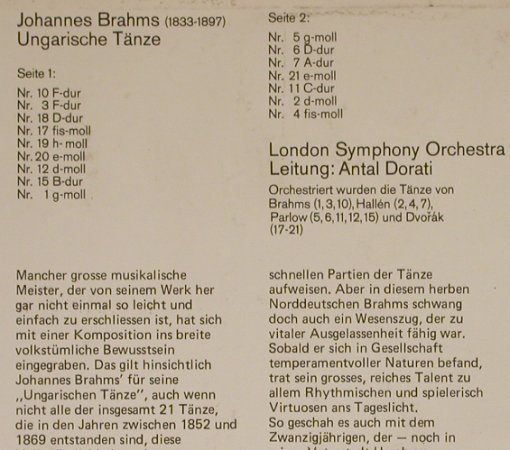 Johannes Brahms (1833-1897)
Ungarische Tänze
Seite 1:
Nr. 10 F-dur
Nr. 3 F-dur
Nr. 18 D-dur
Nr. 17 fis-moll
Nr. 19 h-moll
Nr. 20 e-moll
Nr. 12 d-moll
Nr. 15 B-dur
Nr. 1 g-moll
Mancher grosse musikalische
Meister, der von seinem Werk her
gar nicht einmal so leicht und
einfach zu erschliessen ist, hat sich
mit einer Komposition ins breite
volkstümliche Bewusstsein
eingegraben. Das gilt hinsichtlich
Johannes Brahms' für seine
,,Ungarischen Tänze", auch wenn
nicht alle der insgesamt 21 Tänze,
die in den Jahren zwischen 1852 und
1869 entstanden sind, diese
Seite 2:
Nr. 5 g-moll
Nr. 6 D-dur
Nr. 7 A-dur
Nr. 21 e-moll
Nr. 11 C-dur
Nr. 2 d-moll
Nr. 4 fis-moll
London Symphony Orchestra
Leitung: Antal Dorati
Orchestriert wurden die Tänze von
Brahms (1,3,10), Hallén (2,4,7),
Parlow (5,6,11,12,15) und Dvořák
(17-21)
schnellen Partien der Tänze
aufweisen. Aber in diesem herben
Norddeutschen Brahms schwang
doch auch ein Wesenszug, der zu
vitaler Ausgelassenheit fähig war.
Sobald er sich in Gesellschaft
temperamentvoller Naturen befand,
trat sein grosses, reiches Talent zu
allem Rhythmischen und spielerisch
Virtuosen ans Tageslicht.
So geschah es auch mit dem
Zwanzigjährigen, der — noch in